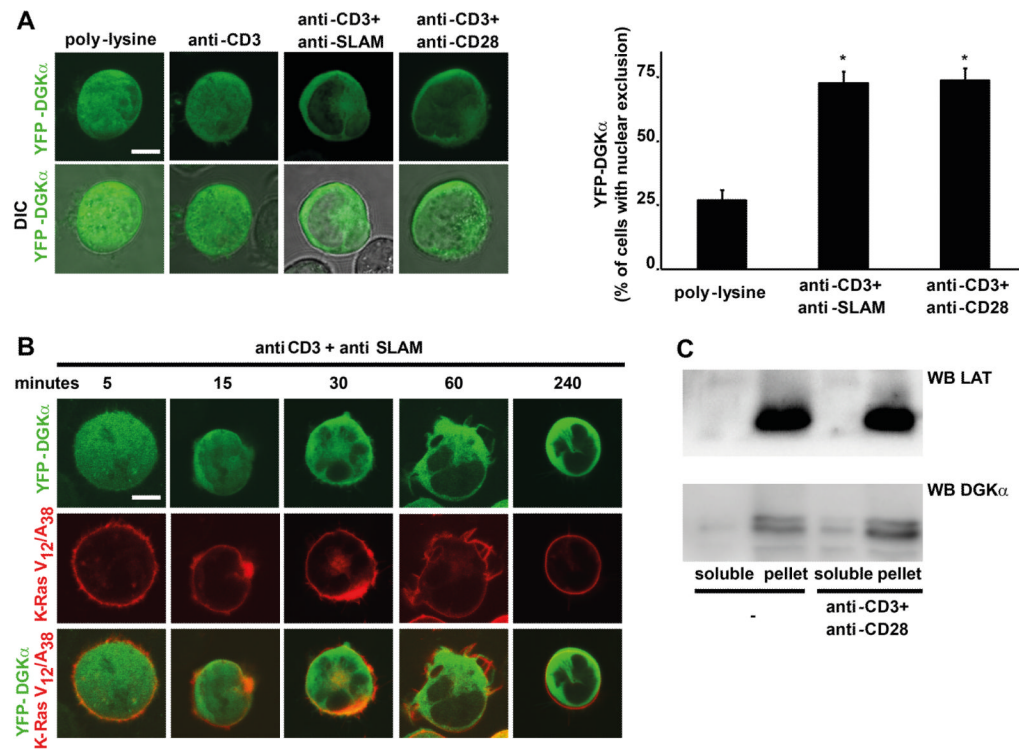 A
poly-lysine
anti-CD3
anti-CD3+
anti-SLAM
anti-CD3+
anti-CD28
YFP-DGKα
DIC
YFP-DGKα
YFP-DGKα
(% of cells with nuclear exclusion)
75
50
25
0
*
*
poly-lysine
anti-CD3+
anti-SLAM
anti-CD3+
anti-CD28
B
anti CD3 + anti SLAM
minutes 5 15 30 60 240
YFP-DGKα
K-Ras V12/A38
YFP-DGKα
K-Ras V12/A38
C
WB LAT
WB DGKα
soluble pellet soluble pellet
-
anti-CD3+
anti-CD28